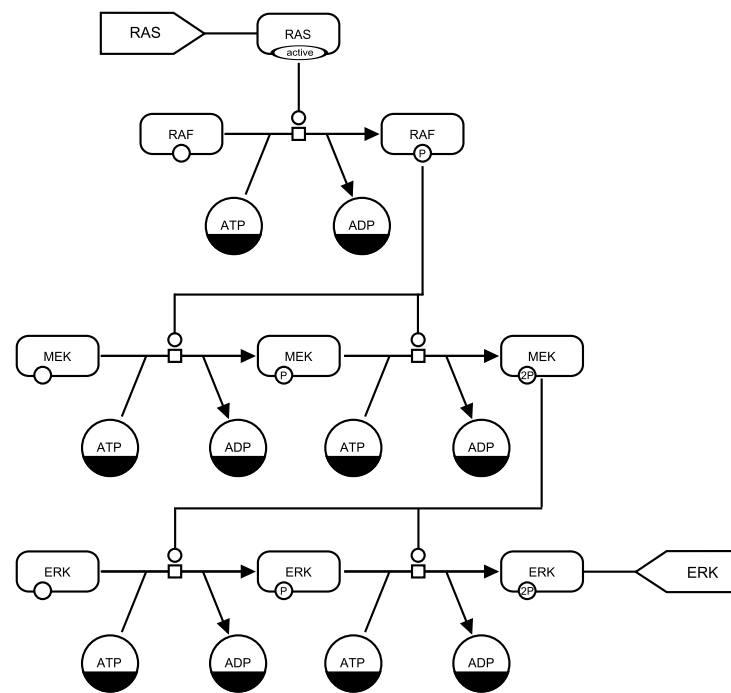 RAS
RAS
active
RAF
RAF
P
ATP
ADP
MEK
MEK
P
MEK
2P
ATP
ADP
ATP
ADP
ERK
ERK
P
ERK
2P
ERK
ATP
ADP
ATP
ADP